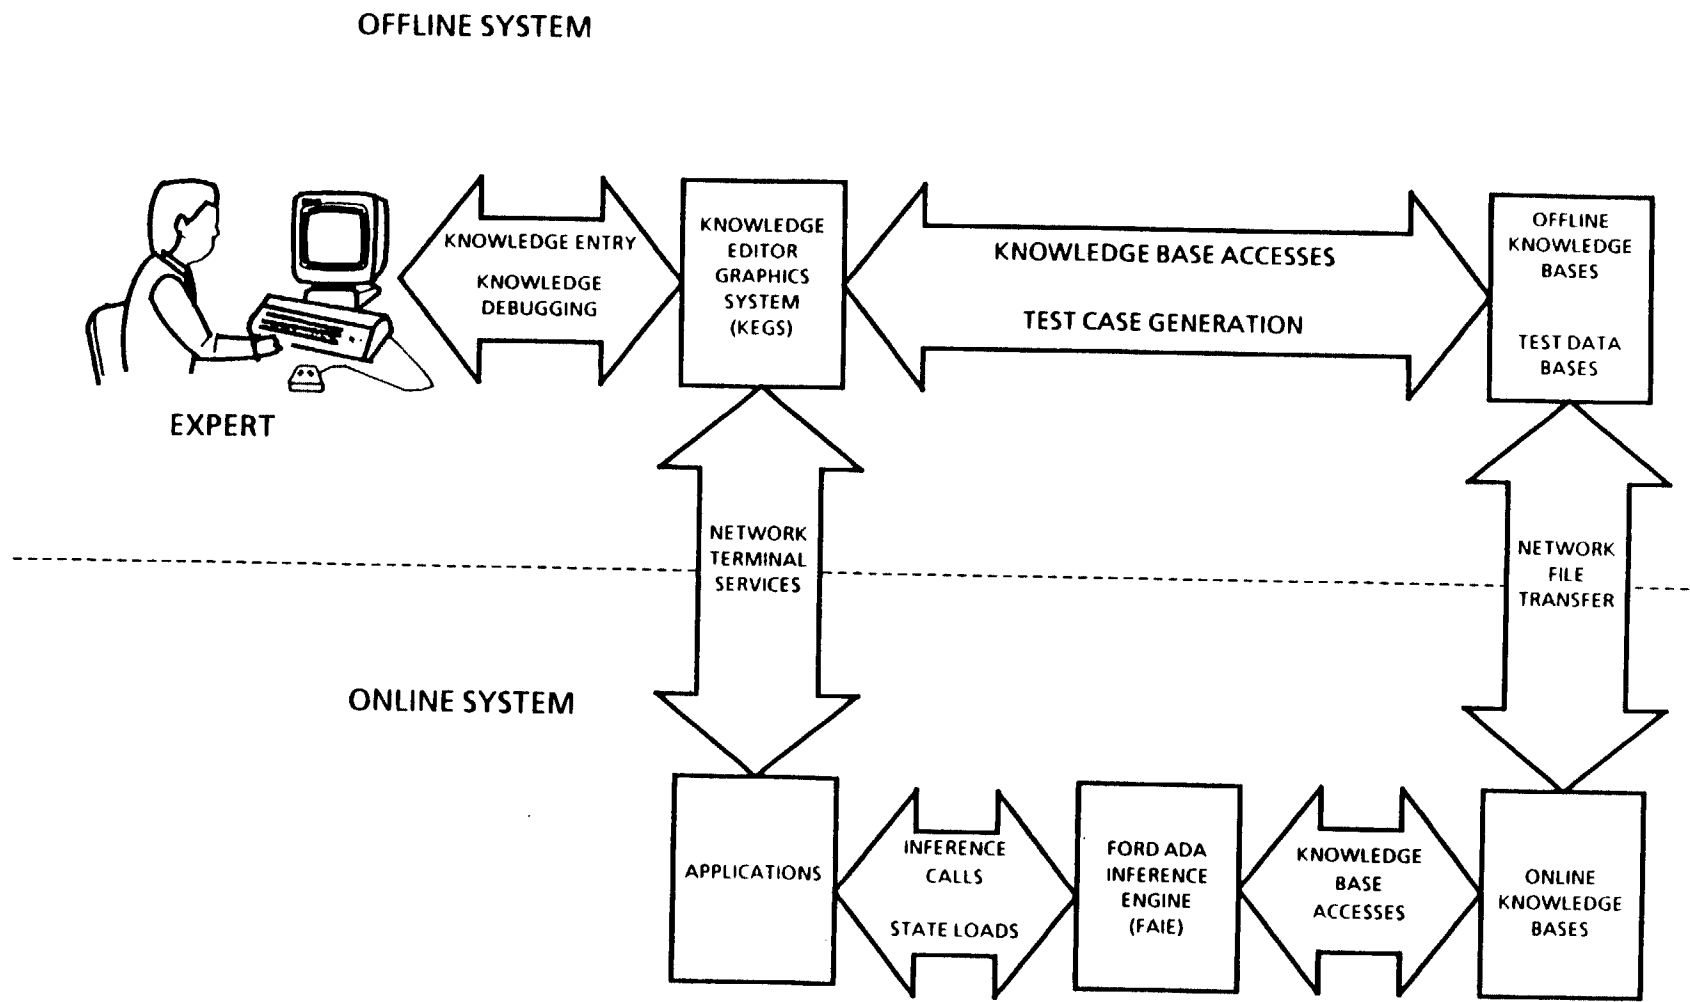 OFFLINE SYSTEM
KNOWLEDGE ENTRY
KNOWLEDGE
DEBUGGING
KNOWLEDGE
EDITOR
GRAPHICS
SYSTEM
(KEGS)
KNOWLEDGE BASE ACCESSES
TEST CASE GENERATION
OFFLINE
KNOWLEDGE
BASES
TEST DATA
BASES
EXPERT
NETWORK
TERMINAL
SERVICES
NETWORK
FILE
TRANSFER
ONLINE SYSTEM
APPLICATIONS
INFERENCE
CALLS
STATE LOADS
FORD ADA
INFERENCE
ENGINE
(FAIE)
KNOWLEDGE
BASE
ACCESSES
ONLINE
KNOWLEDGE
BASES